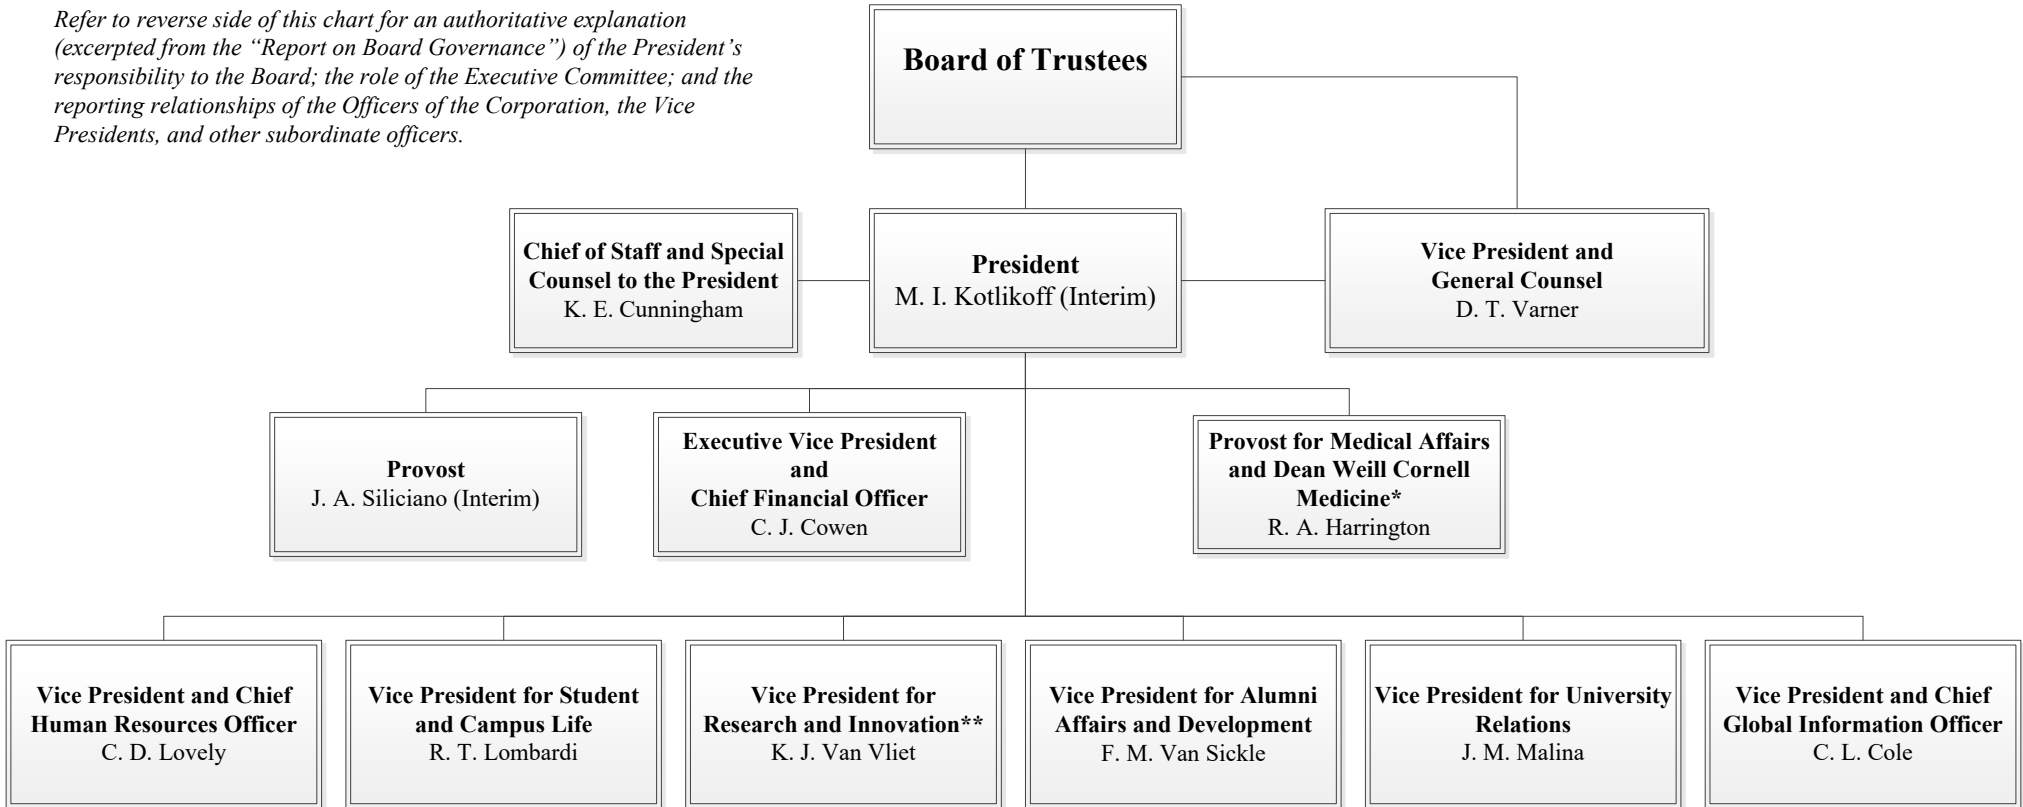 Refer to reverse side of this chart for an authoritative explanation
(excerpted from the “Report on Board Governance”) of the President’s
responsibility to the Board; the role of the Executive Committee; and the
reporting relationships of the Officers of the Corporation, the Vice
Presidents, and other subordinate officers.
Board of Trustees
Chief of Staff and Special
Counsel to the President
K. E. Cunningham
President
M. I. Kotlikoff (Interim)
Vice President and
General Counsel
D. T. Varner
Provost
J. A. Siliciano (Interim)
Executive Vice President
and
Chief Financial Officer
C. J. Cowen
Provost for Medical Affairs
and Dean Weill Cornell
Medicine*
R. A. Harrington
Vice President and Chief
Human Resources Officer
C. D. Lovely
Vice President for Student
and Campus Life
R. T. Lombardi
Vice President for
Research and Innovation**
K. J. Van Vliet
Vice President for Alumni
Affairs and Development
F. M. Van Sickle
Vice President for University
Relations
J. M. Malina
Vice President and Chief
Global Information Officer
C. L. Cole